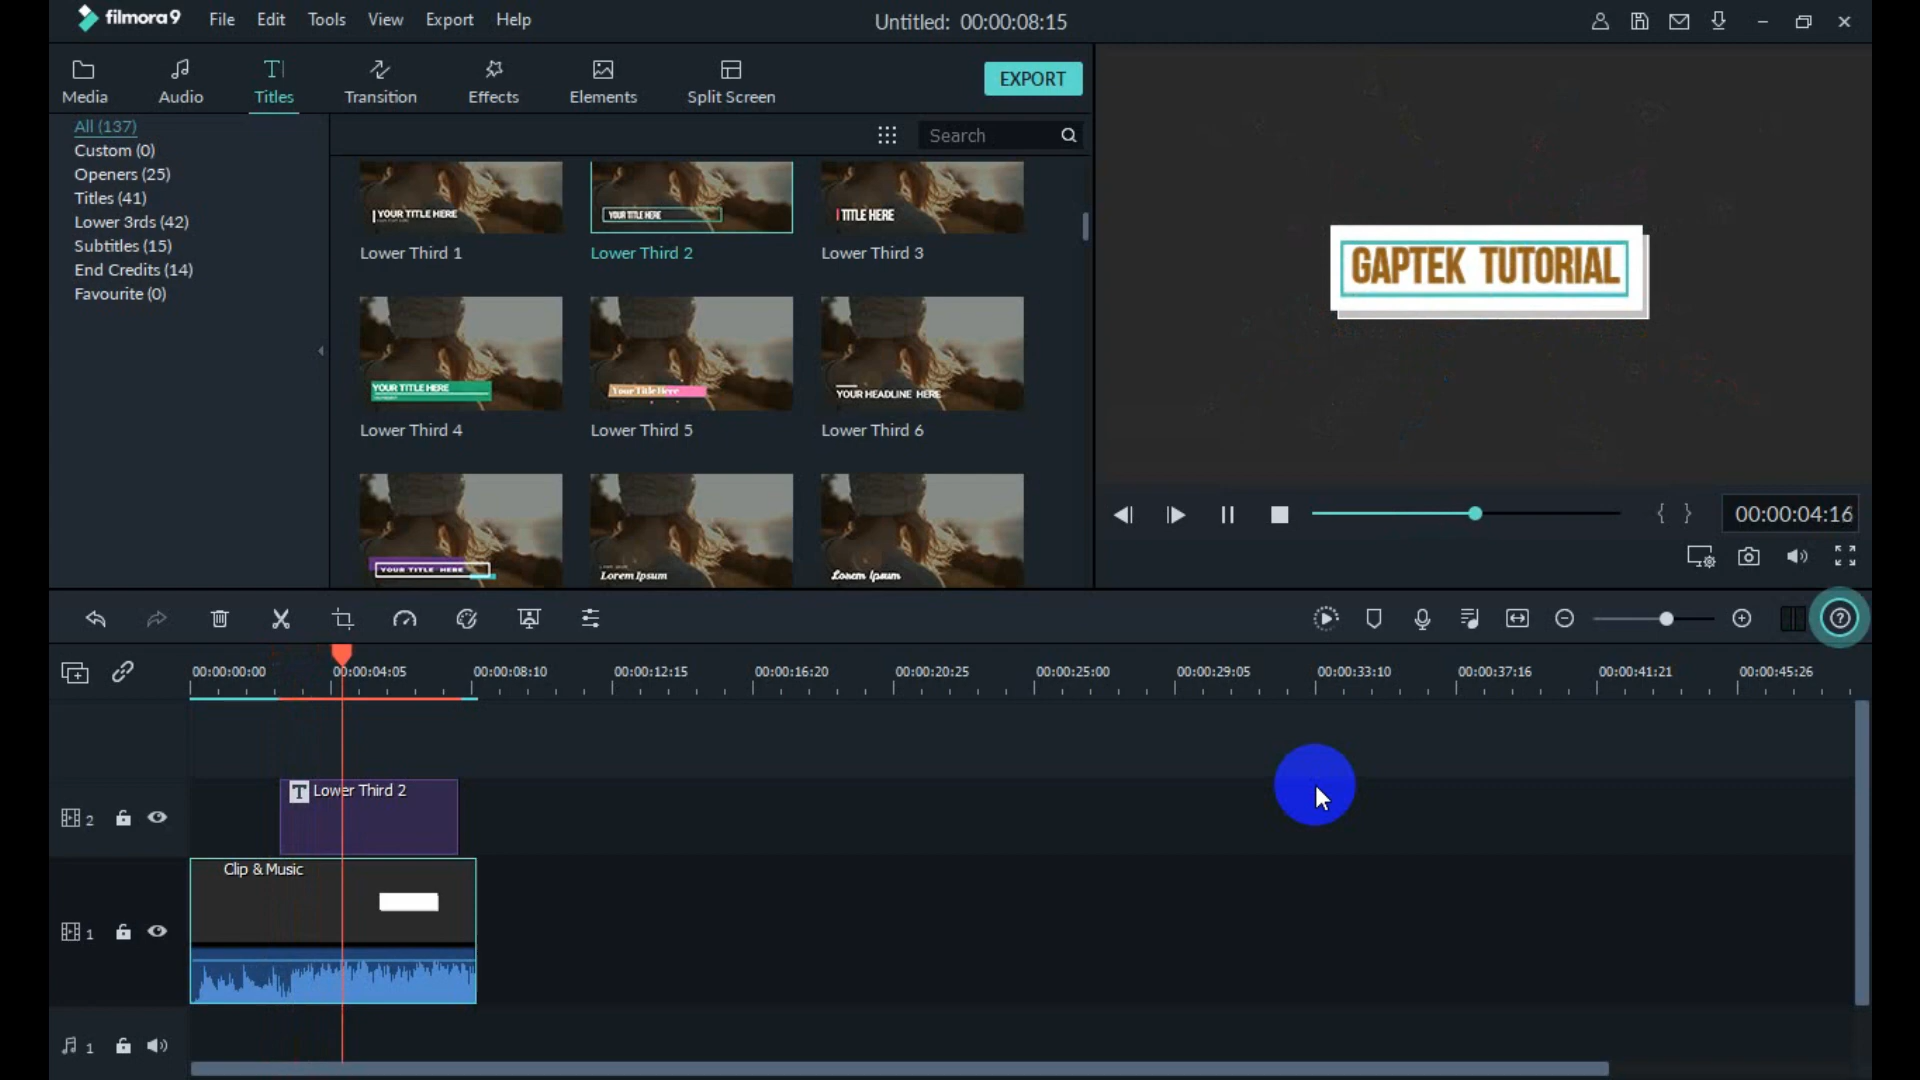 filmora9 File Edit Tools View Export Help Untitled: 00:00:08:15
Media Audio Titles Transition Effects Elements Split Screen EXPORT
All (137)
Custom (0)
Openers (25)
Titles (41)
Lower 3rds (42)
Subtitles (15)
End Credits (14)
Favourite (0)
Search
YOUR TITLE HERE YOUR TITLE HERE TITLE HERE
Lower Third 1 Lower Third 2 Lower Third 3
YOUR TITLE HERE Your Title Here YOUR HEADLINE HERE
Lower Third 4 Lower Third 5 Lower Third 6
YOUR TITLE HERE Lorem Ipsum Lorem Ipsum
GAPTEK TUTORIAL
{ } 00:00:04:16
00:00:00:00 00:00:04:05 00:00:08:10 00:00:12:15 00:00:16:20 00:00:20:25 00:00:25:00 00:00:29:05 00:00:33:10 00:00:37:16 00:00:41:21 00:00:45:26
2 T Lower Third 2
Clip & Music
1
1